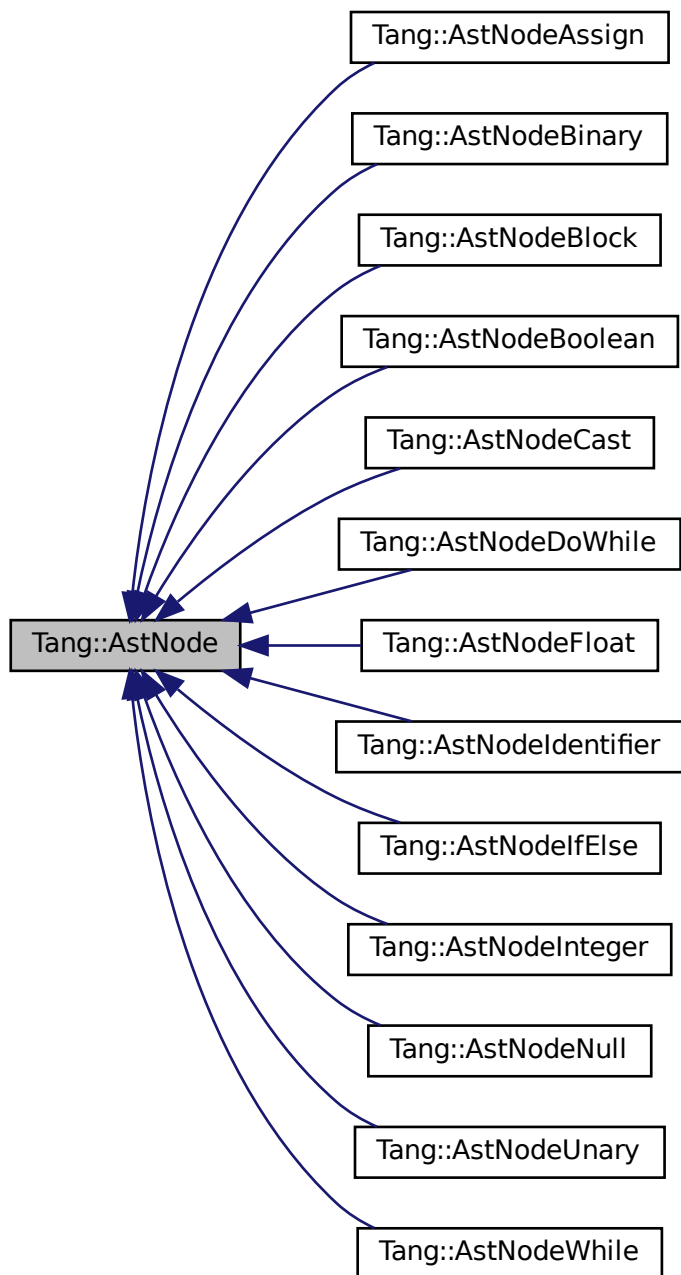 Tang::AstNodeAssign
Tang::AstNodeBinary
Tang::AstNodeBlock
Tang::AstNodeBoolean
Tang::AstNodeCast
Tang::AstNodeDoWhile
Tang::AstNode
Tang::AstNodeFloat
Tang::AstNodeIdentifier
Tang::AstNodeIfElse
Tang::AstNodeInteger
Tang::AstNodeNull
Tang::AstNodeUnary
Tang::AstNodeWhile